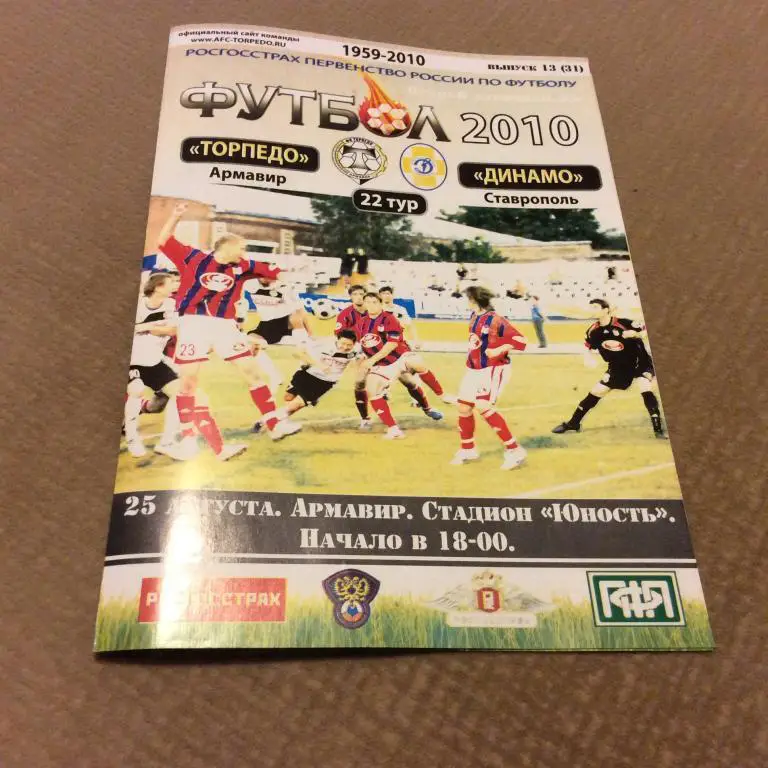 официальный сайт команды
WWW.AFC-TORPEDO.RU
1959-2010
выпуск 13 (31)
РОСГОССТРАХ ПЕРВЕНСТВО РОССИИ ПО ФУТБОЛУ
ФУТБОЛ 2010
«ТОРПЕДО»
Армавир
«ДИНАМО»
Ставрополь
22 тур
23
25 Августа. Армавир. Стадион «Юность».
Начало в 18-00.
РОСГОССТРАХ
ПФЛ